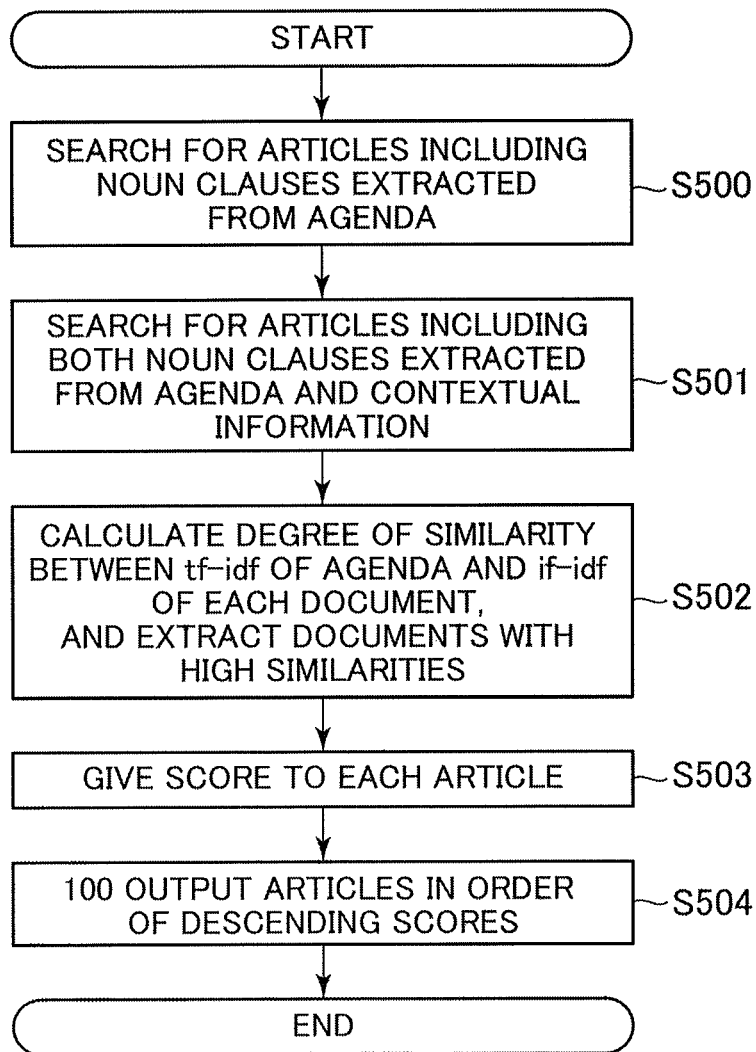 START
SEARCH FOR ARTICLES INCLUDING
NOUN CLAUSES EXTRACTED
FROM AGENDA
S500
SEARCH FOR ARTICLES INCLUDING
BOTH NOUN CLAUSES EXTRACTED
FROM AGENDA AND CONTEXTUAL
INFORMATION
S501
CALCULATE DEGREE OF SIMILARITY
BETWEEN tf-idf OF AGENDA AND if-idf
OF EACH DOCUMENT,
AND EXTRACT DOCUMENTS WITH
HIGH SIMILARITIES
S502
GIVE SCORE TO EACH ARTICLE
S503
100 OUTPUT ARTICLES IN ORDER
OF DESCENDING SCORES
S504
END